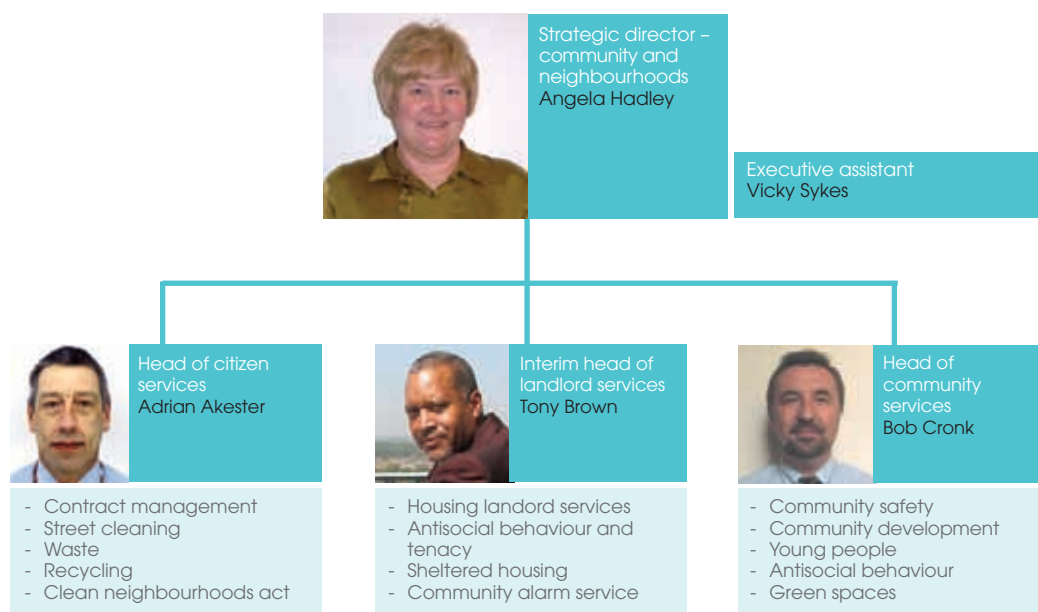 Strategic director –
community and
neighbourhoods
Angela Hadley
Executive assistant
Vicky Sykes
Head of citizen
services
Adrian Akester
Interim head of
landlord services
Tony Brown
Head of
community
services
Bob Cronk
- Contract management
- Street cleaning
- Waste
- Recycling
- Clean neighbourhoods act
- Housing landord services
- Antisocial behaviour and
tenacy
- Sheltered housing
- Community alarm service
- Community safety
- Community development
- Young people
- Antisocial behaviour
- Green spaces